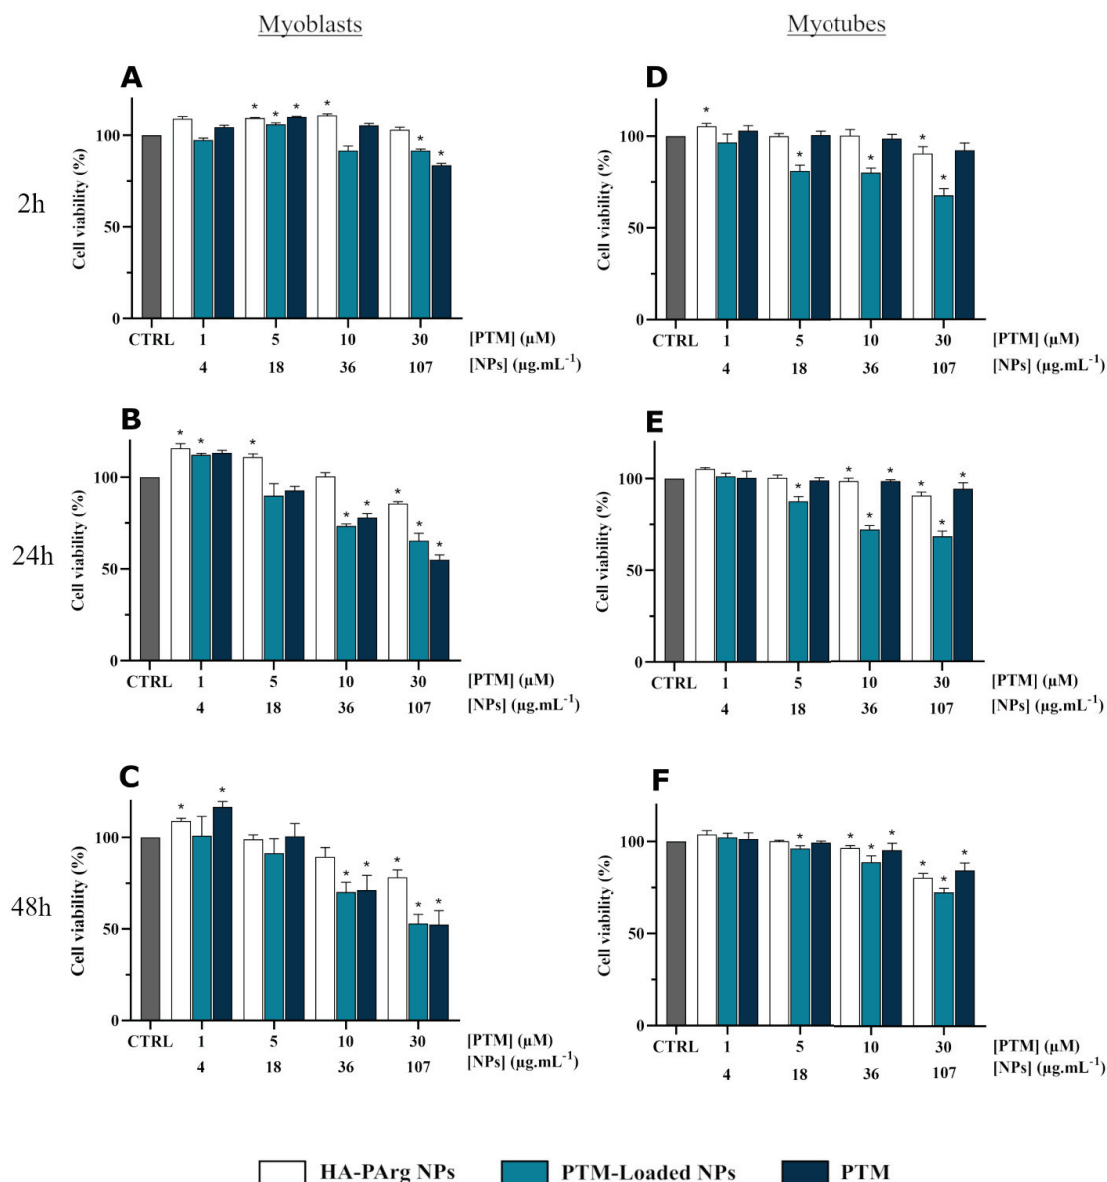 Myoblasts
Myotubes
A
* * * * * *
100
50
0
Cell viability (%)
2h
CTRL 1 5 10 30 [PTM] (µM)
4 18 36 107 [NPs] (µg.mL-1)
D
* * * * *
100
50
0
Cell viability (%)
CTRL 1 5 10 30 [PTM] (µM)
4 18 36 107 [NPs] (µg.mL-1)
B
* * * * * * * *
100
50
0
Cell viability (%)
24h
CTRL 1 5 10 30 [PTM] (µM)
4 18 36 107 [NPs] (µg.mL-1)
E
* * * * * * *
100
50
0
Cell viability (%)
CTRL 1 5 10 30 [PTM] (µM)
4 18 36 107 [NPs] (µg.mL-1)
C
* * * * * * *
100
50
0
Cell viability (%)
48h
CTRL 1 5 10 30 [PTM] (µM)
4 18 36 107 [NPs] (µg.mL-1)
F
* * * * * * *
100
50
0
Cell viability (%)
CTRL 1 5 10 30 [PTM] (µM)
4 18 36 107 [NPs] (µg.mL-1)
HA-PArg NPs PTM-Loaded NPs PTM